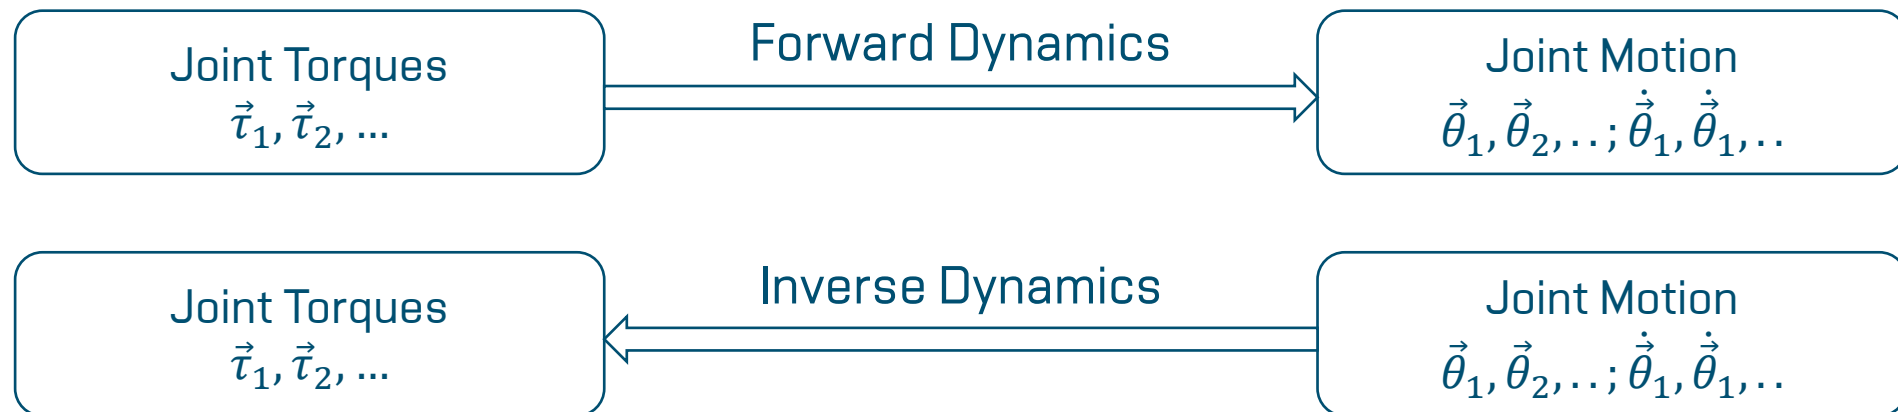 Joint Torques
Forward Dynamics
Joint Motion
τ⃗₁, τ⃗₂, ...
θ⃗₁, θ⃗₂, . . ; θ⃗̇₁, θ⃗̇₁, . .
Joint Torques
Inverse Dynamics
Joint Motion
τ⃗₁, τ⃗₂, ...
θ⃗₁, θ⃗₂, . . ; θ⃗̇₁, θ⃗̇₁, . .